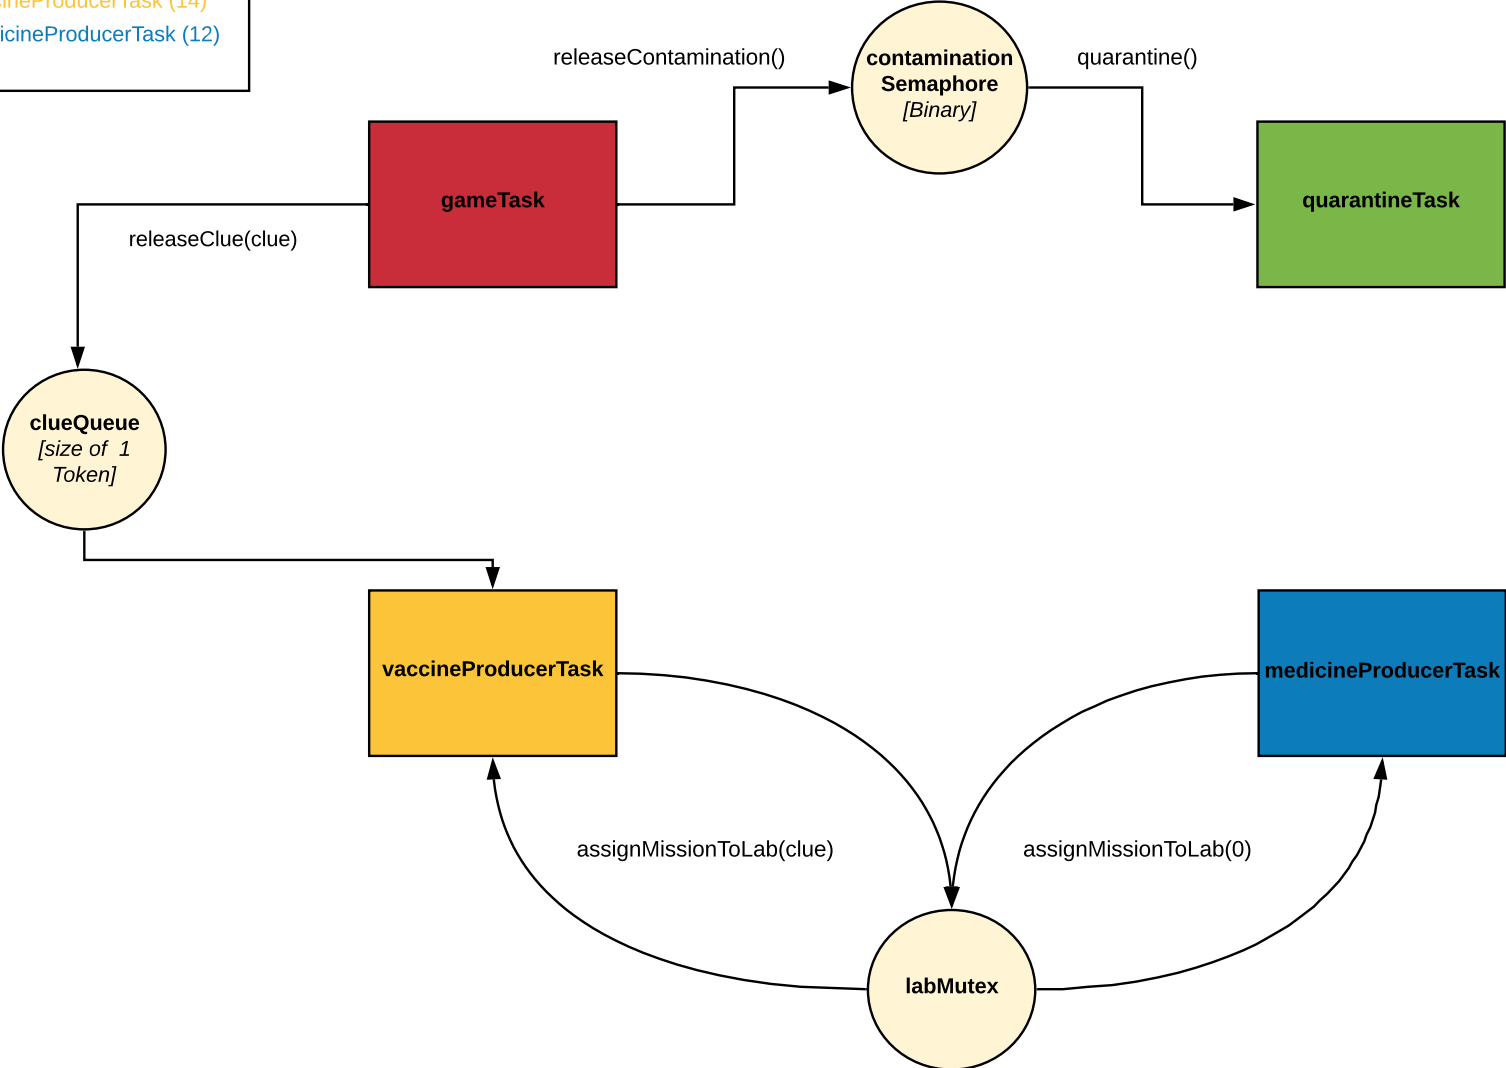 (14)
(12)
releaseContamination()
contamination
Semaphore
[Binary]
quarantine()
gameTask
quarantineTask
releaseClue(clue)
clueQueue
[size of 1
Token]
vaccineProducerTask
medicineProducerTask
assignMissionToLab(clue)
assignMissionToLab(0)
labMutex